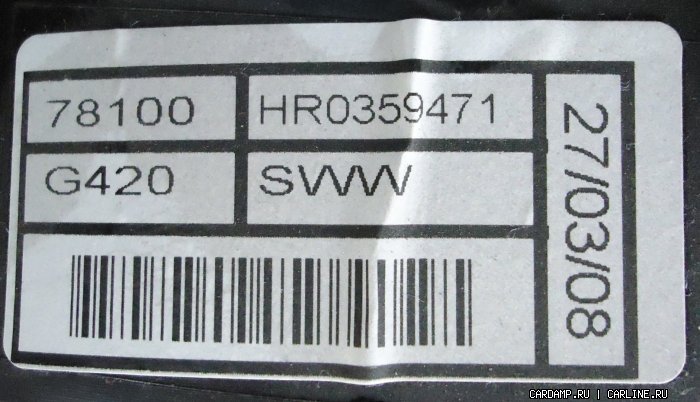 78100 HR0359471
G420 SWW
27/03/08
CARDAMP.RU | CARLINE.RU